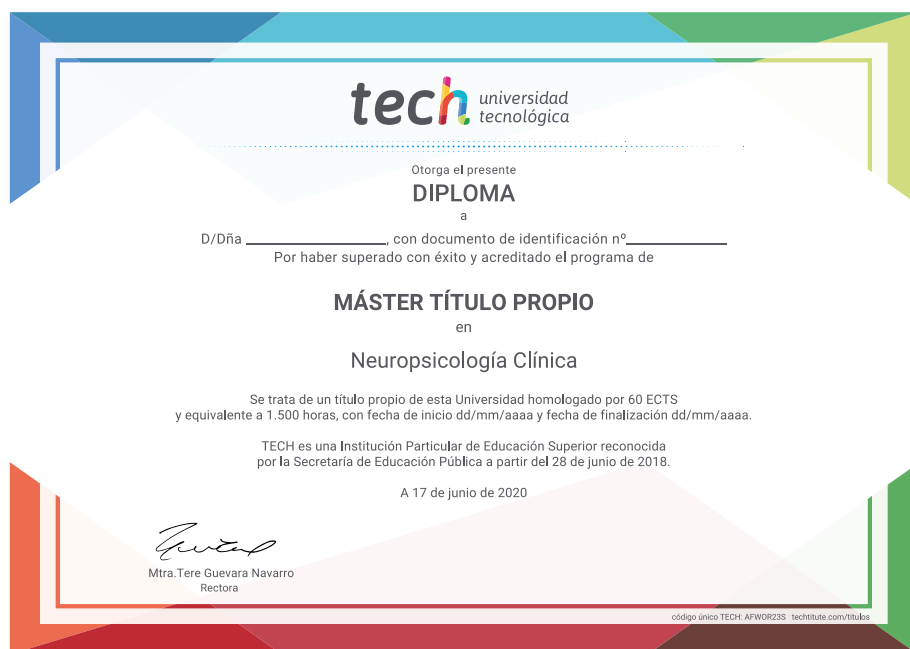 tech universidad
tecnológica
Otorga el presente
DIPLOMA
a
D/Dña ________________, con documento de identificación nº____________
Por haber superado con éxito y acreditado el programa de
MÁSTER TÍTULO PROPIO
en
Neuropsicología Clínica
Se trata de un título propio de esta Universidad homologado por 60 ECTS
y equivalente a 1.500 horas, con fecha de inicio dd/mm/aaaa y fecha de finalización dd/mm/aaaa.
TECH es una Institución Particular de Educación Superior reconocida
por la Secretaría de Educación Pública a partir del 28 de junio de 2018.
A 17 de junio de 2020
Mtra.Tere Guevara Navarro
Rectora
código único TECH: AFWOR23S techtitute.com/titulos